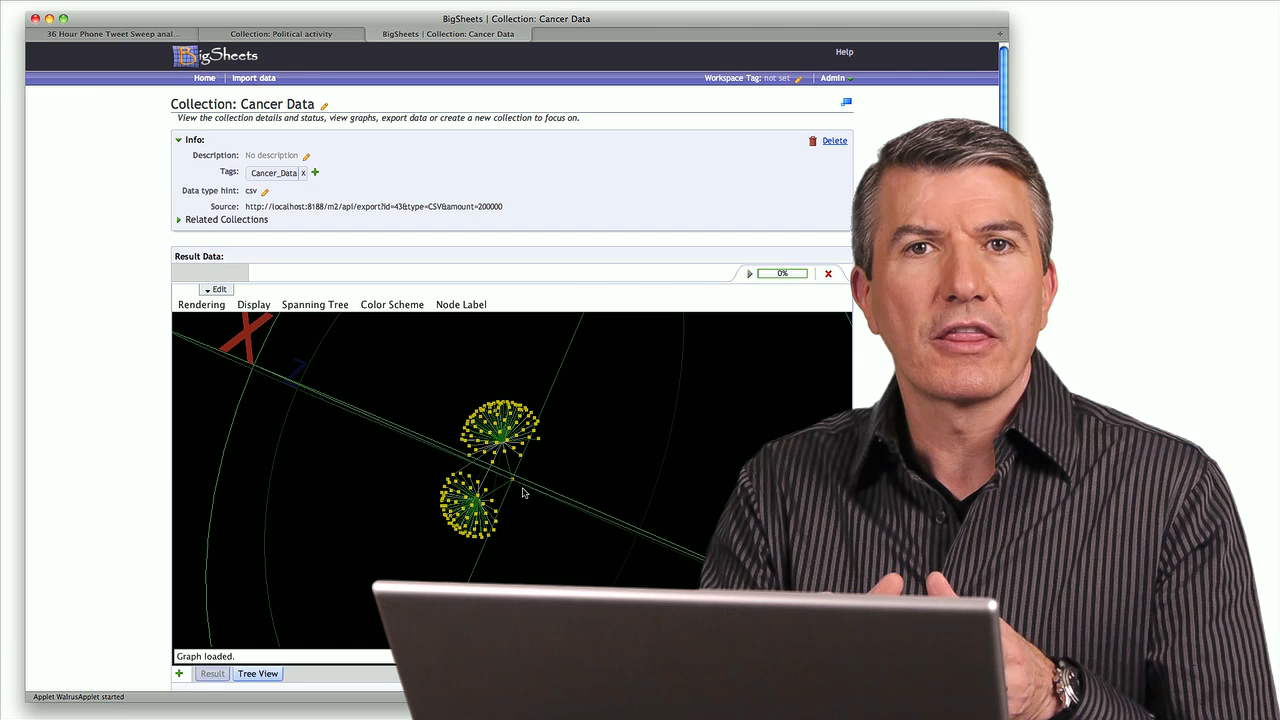 BigSheets | Collection: Cancer Data
36 Hour Phone Tweet Sweep anal... Collection: Political activity BigSheets | Collection: Cancer Data +
BigSheets Help
Home Import data Workspace Tag: not set Admin
Collection: Cancer Data
View the collection details and status, view graphs, export data or create a new collection to focus on.
Info: Delete
Description: No description
Tags: Cancer_Data x
Data type hint: csv
Source: http://localhost:8188/m2/api/export?id=43&type=CSV&amount=200000
Related Collections
Result Data:
0%
Edit
Rendering Display Spanning Tree Color Scheme Node Label
X
Graph loaded.
Result Tree View
Applet WalrusApplet started